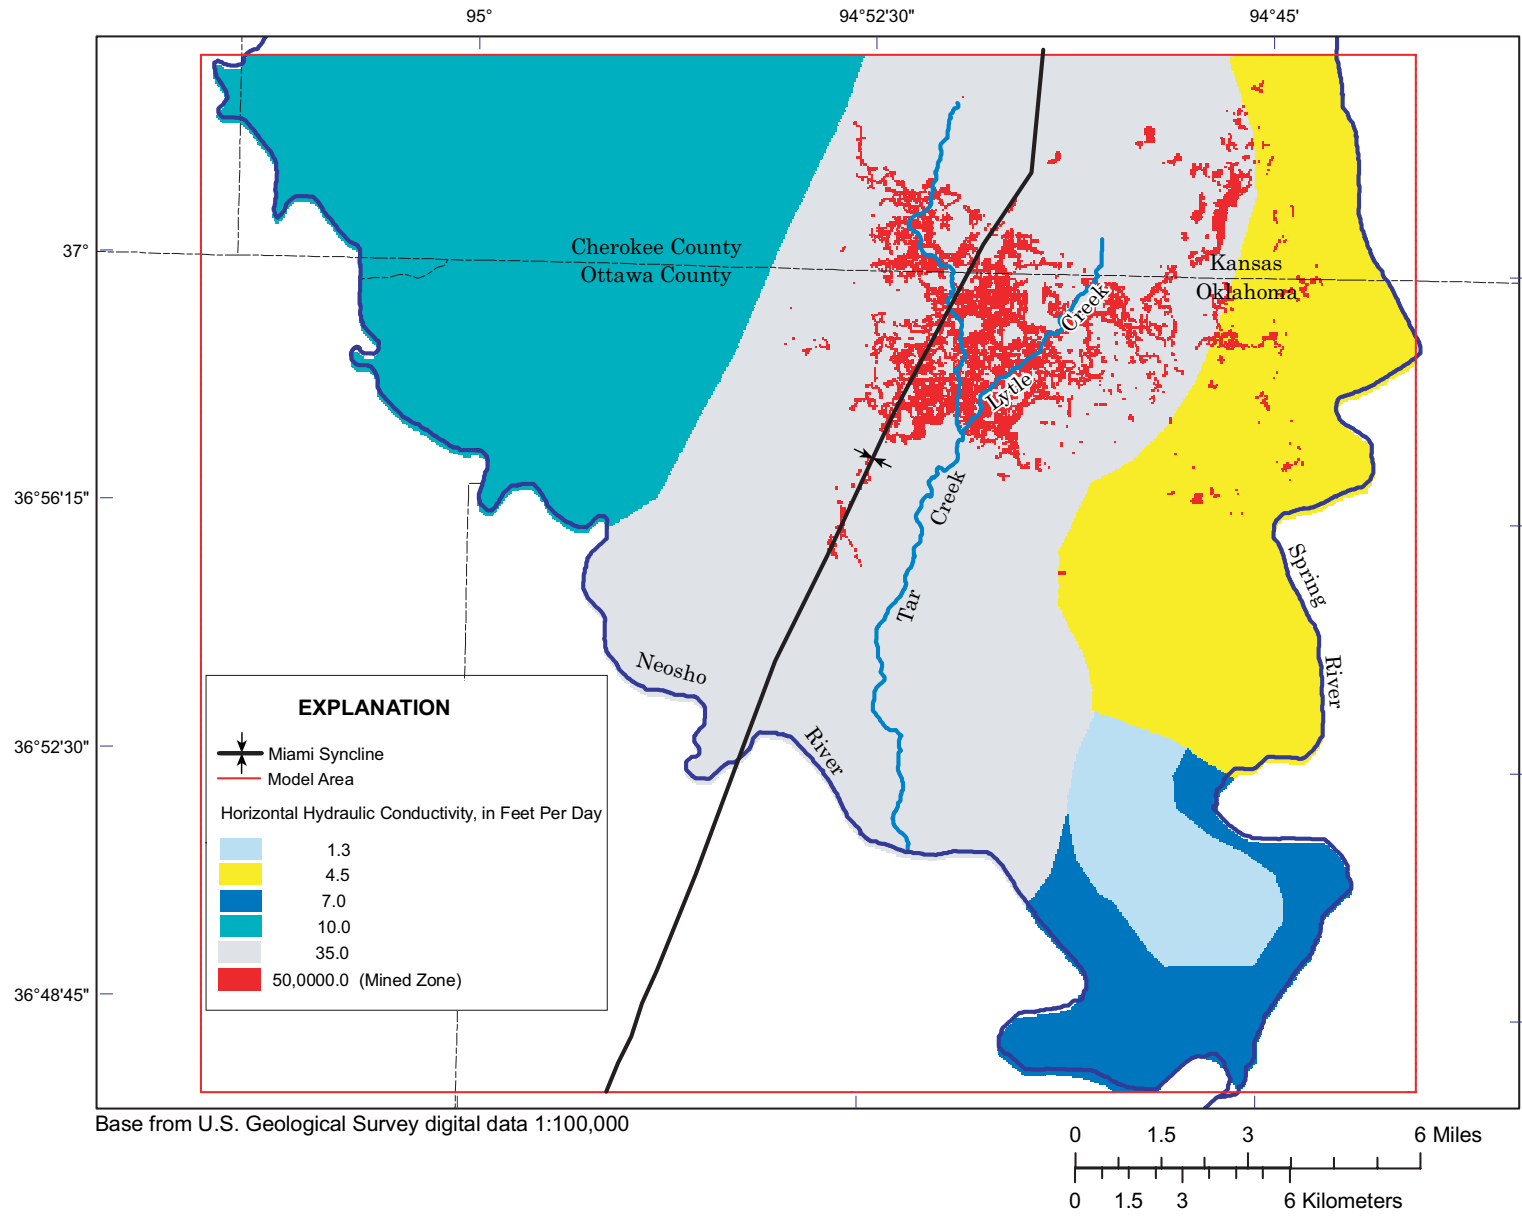 95°
94°52'30"
94°45'
37°
Cherokee County
Ottawa County
Kansas
Oklahoma
Creek
Lytle
36°56'15"
Creek
Tar
Spring
River
Neosho
River
36°52'30"
36°48'45"
EXPLANATION
Miami Syncline
Model Area
Horizontal Hydraulic Conductivity, in Feet Per Day
1.3
4.5
7.0
10.0
35.0
50,0000.0 (Mined Zone)
Base from U.S. Geological Survey digital data 1:100,000
0 1.5 3 6 Miles
0 1.5 3 6 Kilometers